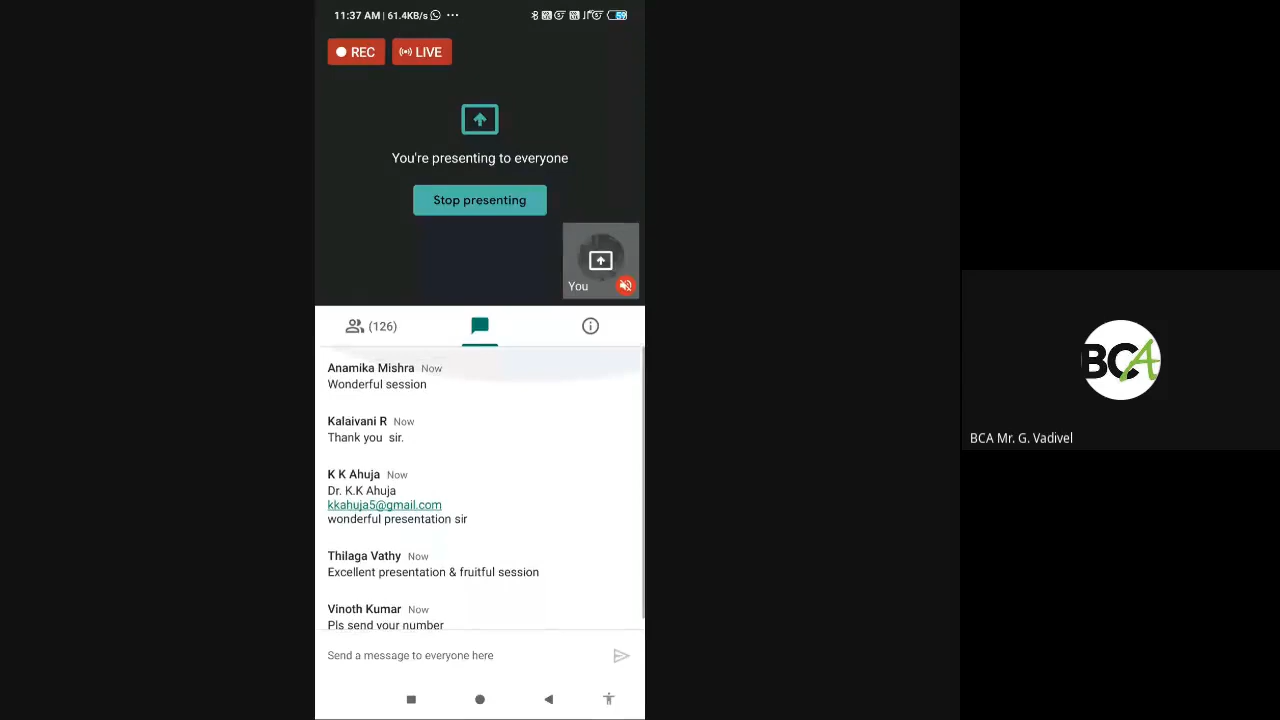 11:37 AM | 61.4KB/s ...
59
REC
LIVE
You're presenting to everyone
Stop presenting
You
(126)
Anamika Mishra Now
Wonderful session
Kalaivani R Now
Thank you sir.
K K Ahuja Now
Dr. K.K Ahuja
kkahuja5@gmail.com
wonderful presentation sir
Thilaga Vathy Now
Excellent presentation & fruitful session
Vinoth Kumar Now
Pls send your number
Send a message to everyone here
BCA
BCA Mr. G. Vadivel